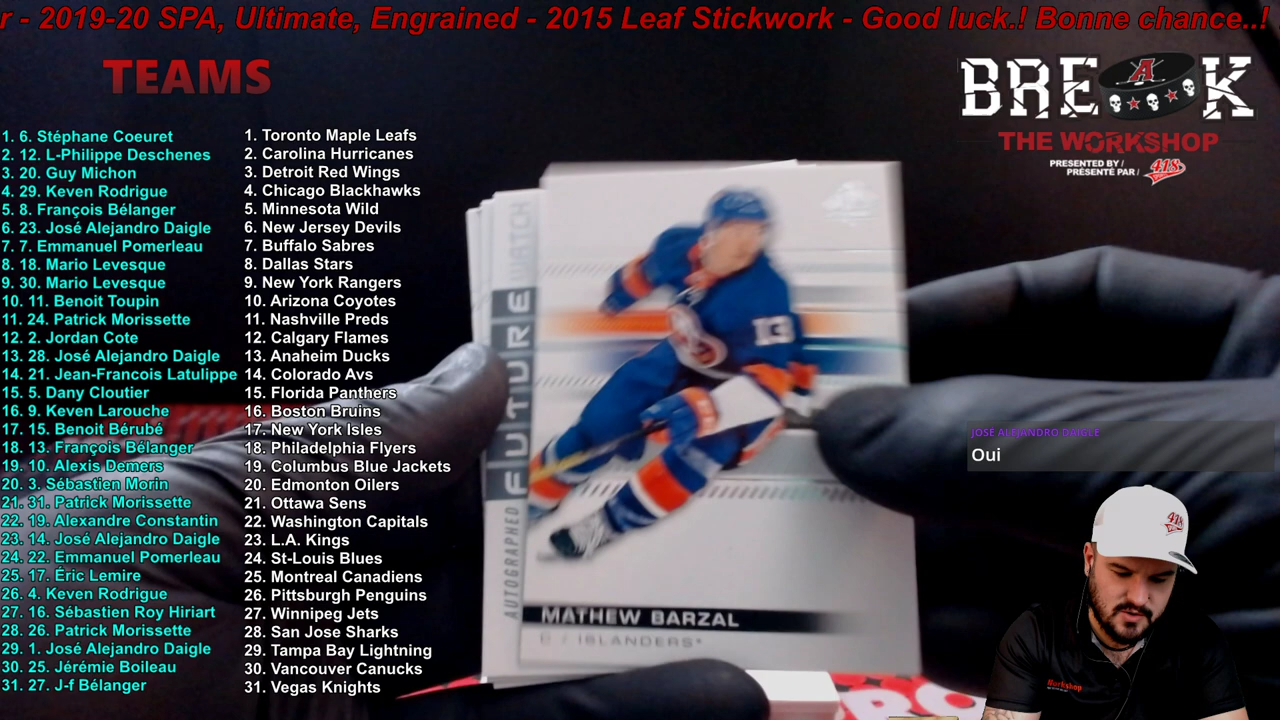 r - 2019-20 SPA, Ultimate, Engrained - 2015 Leaf Stickwork - Good luck.! Bonne chance..!
TEAMS
BRE K
A
THE WORKSHOP
PRESENTED BY /
PRÉSENTÉ PAR /
418
1. 6. Stéphane Coeuret
2. 12. L-Philippe Deschenes
3. 20. Guy Michon
4. 29. Keven Rodrigue
5. 8. François Bélanger
6. 23. José Alejandro Daigle
7. 7. Emmanuel Pomerleau
8. 18. Mario Levesque
9. 30. Mario Levesque
10. 11. Benoit Toupin
11. 24. Patrick Morissette
12. 2. Jordan Cote
13. 28. José Alejandro Daigle
14. 21. Jean-Francois Latulippe
15. 5. Dany Cloutier
16. 9. Keven Larouche
17. 15. Benoit Bérubé
18. 13. François Bélanger
19. 10. Alexis Demers
20. 3. Sébastien Morin
21. 31. Patrick Morissette
22. 19. Alexandre Constantin
23. 14. José Alejandro Daigle
24. 22. Emmanuel Pomerleau
25. 17. Éric Lemire
26. 4. Keven Rodrigue
27. 16. Sébastien Roy Hiriart
28. 26. Patrick Morissette
29. 1. José Alejandro Daigle
30. 25. Jérémie Boileau
31. 27. J-f Bélanger
1. Toronto Maple Leafs
2. Carolina Hurricanes
3. Detroit Red Wings
4. Chicago Blackhawks
5. Minnesota Wild
6. New Jersey Devils
7. Buffalo Sabres
8. Dallas Stars
9. New York Rangers
10. Arizona Coyotes
11. Nashville Preds
12. Calgary Flames
13. Anaheim Ducks
14. Colorado Avs
15. Florida Panthers
16. Boston Bruins
17. New York Isles
18. Philadelphia Flyers
19. Columbus Blue Jackets
20. Edmonton Oilers
21. Ottawa Sens
22. Washington Capitals
23. L.A. Kings
24. St-Louis Blues
25. Montreal Canadiens
26. Pittsburgh Penguins
27. Winnipeg Jets
28. San Jose Sharks
29. Tampa Bay Lightning
30. Vancouver Canucks
31. Vegas Knights
FUTURE WATCH
AUTOGRAPHED
13
MATHEW BARZAL
C / ISLANDERS
JOSÉ ALEJANDRO DAIGLE
Oui
418
Workshop